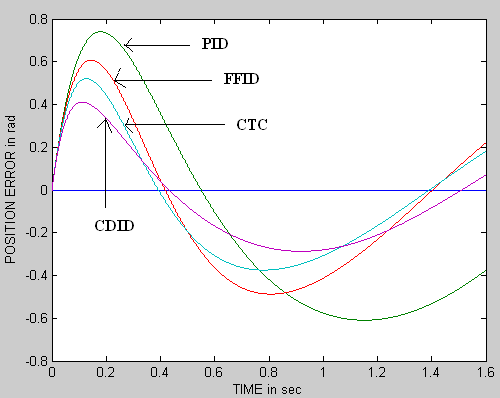 0.8
0.6
0.4
0.2
0
-0.2
-0.4
-0.6
-0.8
POSITION ERROR in rad
PID
FFID
CTC
CDID
0 0.2 0.4 0.6 0.8 1 1.2 1.4 1.6
TIME in sec